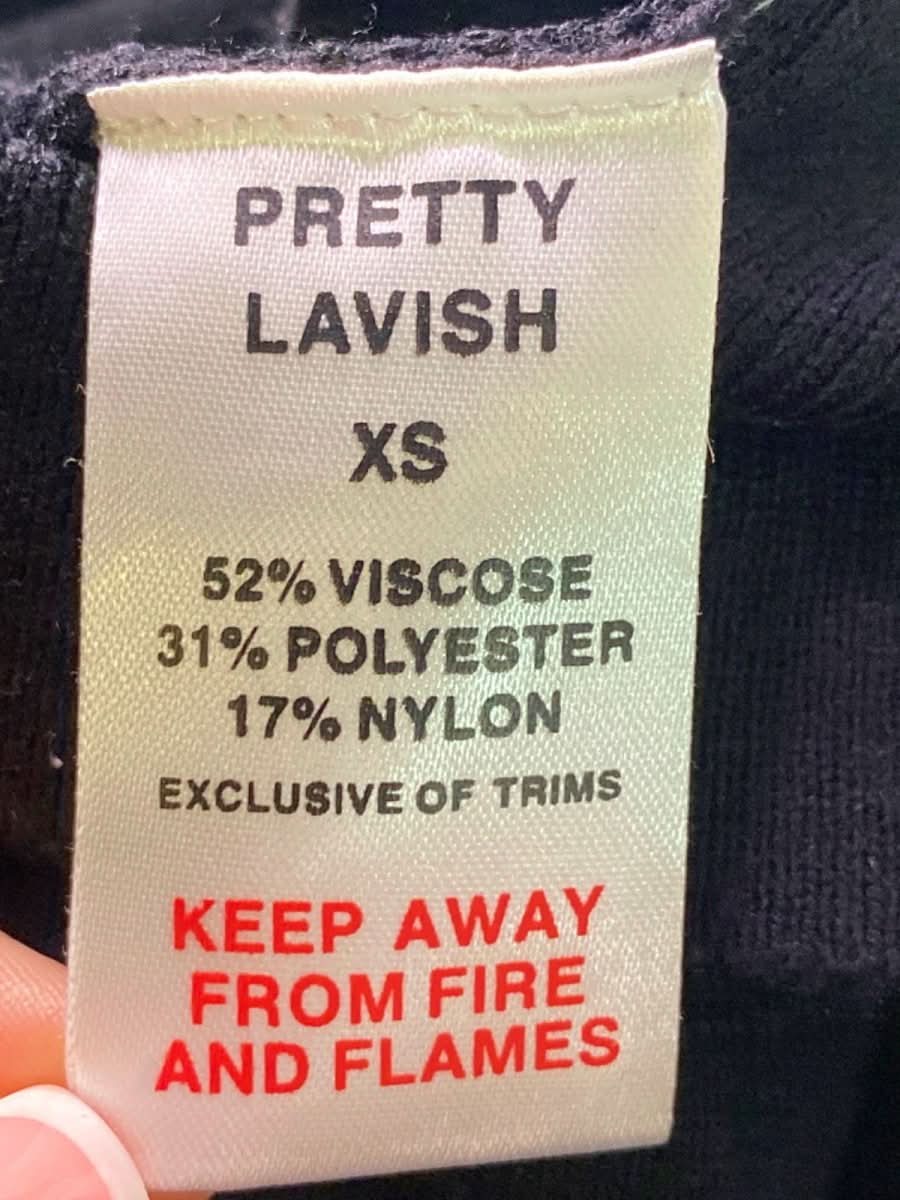 PRETTY
LAVISH
XS
52% VISCOSE
31% POLYESTER
17% NYLON
EXCLUSIVE OF TRIMS
KEEP AWAY
FROM FIRE
AND FLAMES